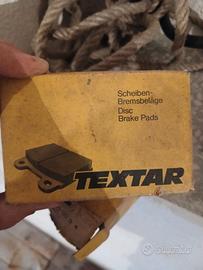 Scheiben-
Bremsbeläge
Disc
Brake Pads
TEXTAR